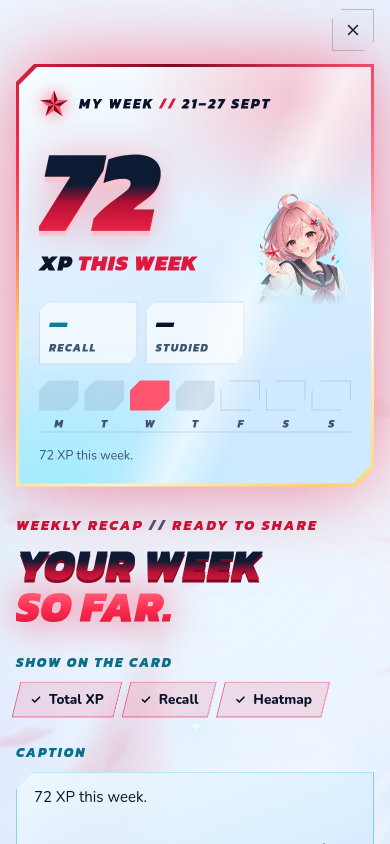 MY WEEK // 21–27 SEPT
72
XP THIS WEEK
— —
RECALL STUDIED
M T W T F S S
72 XP this week.
WEEKLY RECAP // READY TO SHARE
YOUR WEEK
SO FAR.
SHOW ON THE CARD
✓ Total XP ✓ Recall ✓ Heatmap
CAPTION
72 XP this week.